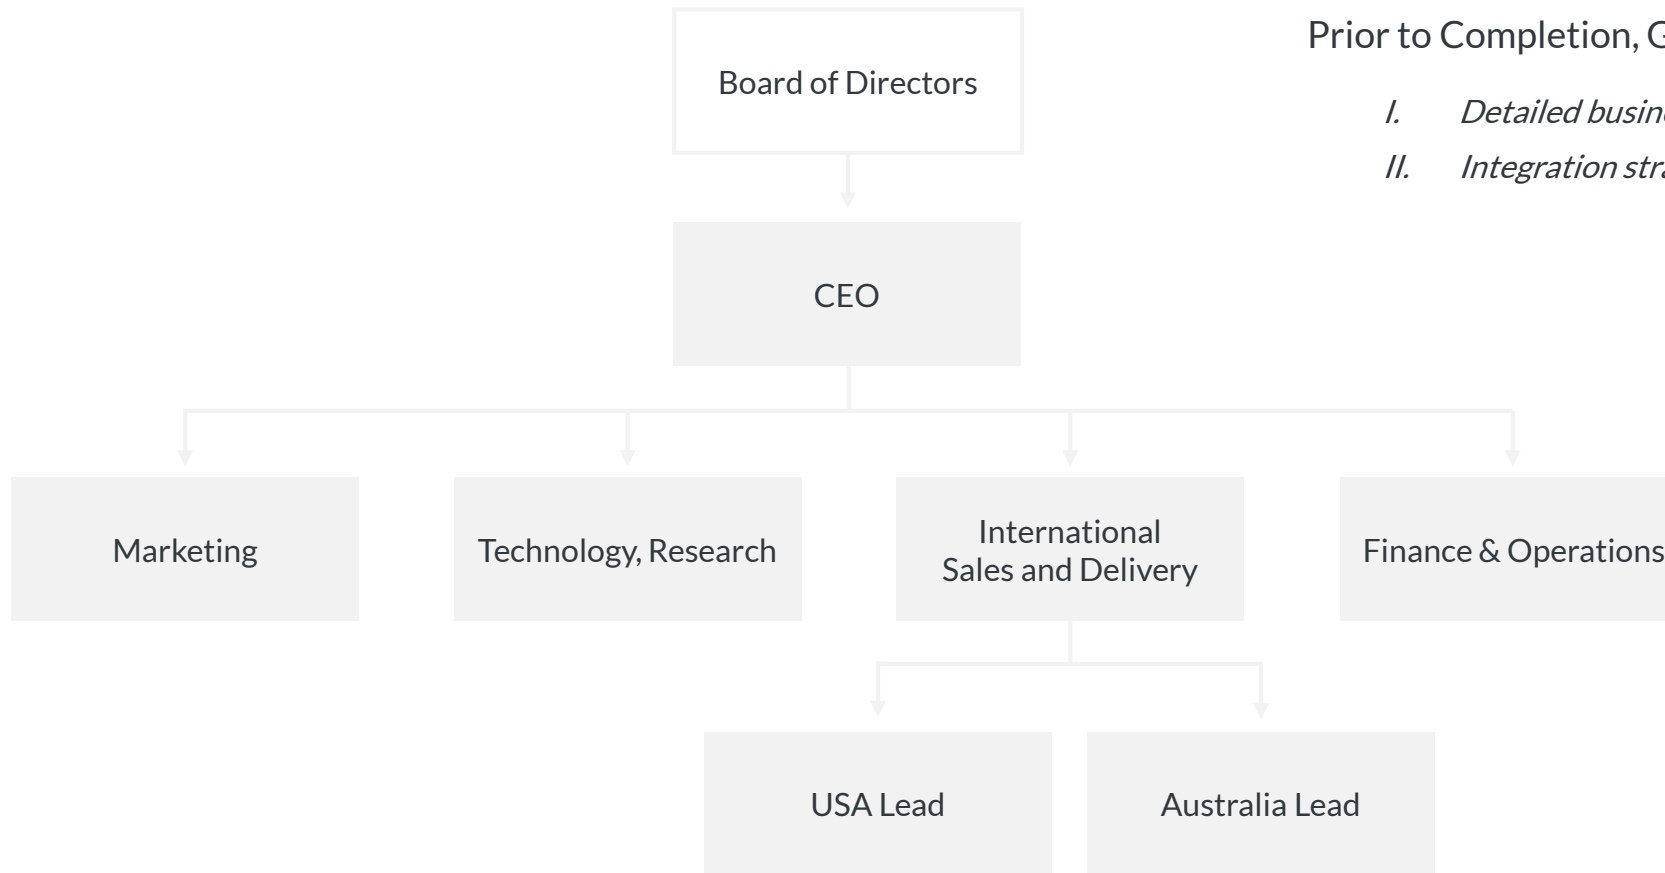 Board of Directors
Prior to Completion,
I. Detailed
II. Integration
CEO
Marketing
Technology, Research
International
Sales and Delivery
Finance & Operations
USA Lead
Australia Lead